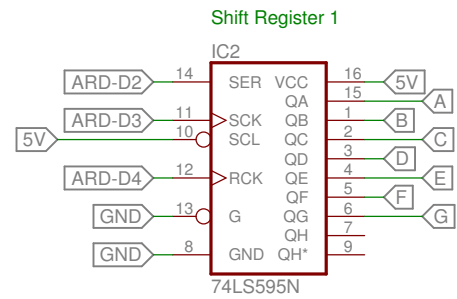 Shift Register 1
IC2
ARD-D2 14 SER VCC 16 5V
QA 15 A
ARD-D3 11 SCK QB 1 B
5V 10 SCL QC 2 C
QD 3 D
ARD-D4 12 RCK QE 4 E
QF 5 F
GND 13 G QG 6 G
QH 7
GND 8 GND QH* 9
74LS595N